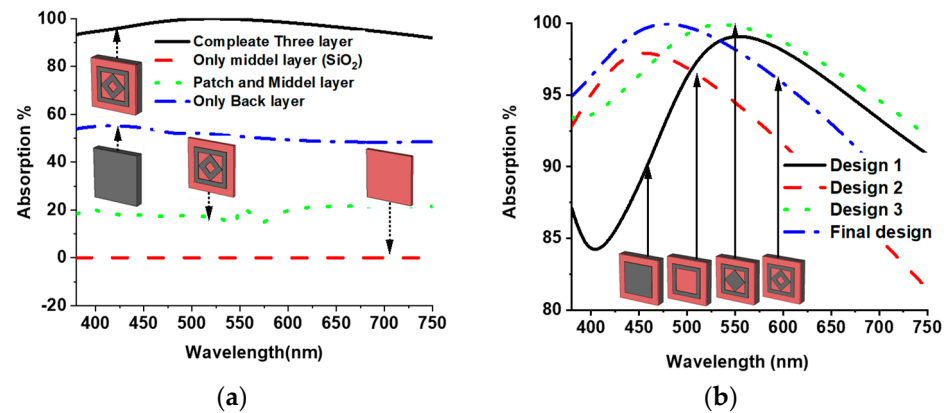 100
80
60
40
20
0
-20
Absorption %
Compleate Three layer
Only middel layer (SiO₂)
Patch and Middel layer
Only Back layer
400 450 500 550 600 650 700 750
Wavelength(nm)
(a)
100
95
90
85
80
Absorption %
Design 1
Design 2
Design 3
Final design
400 450 500 550 600 650 700 750
Wavelength (nm)
(b)